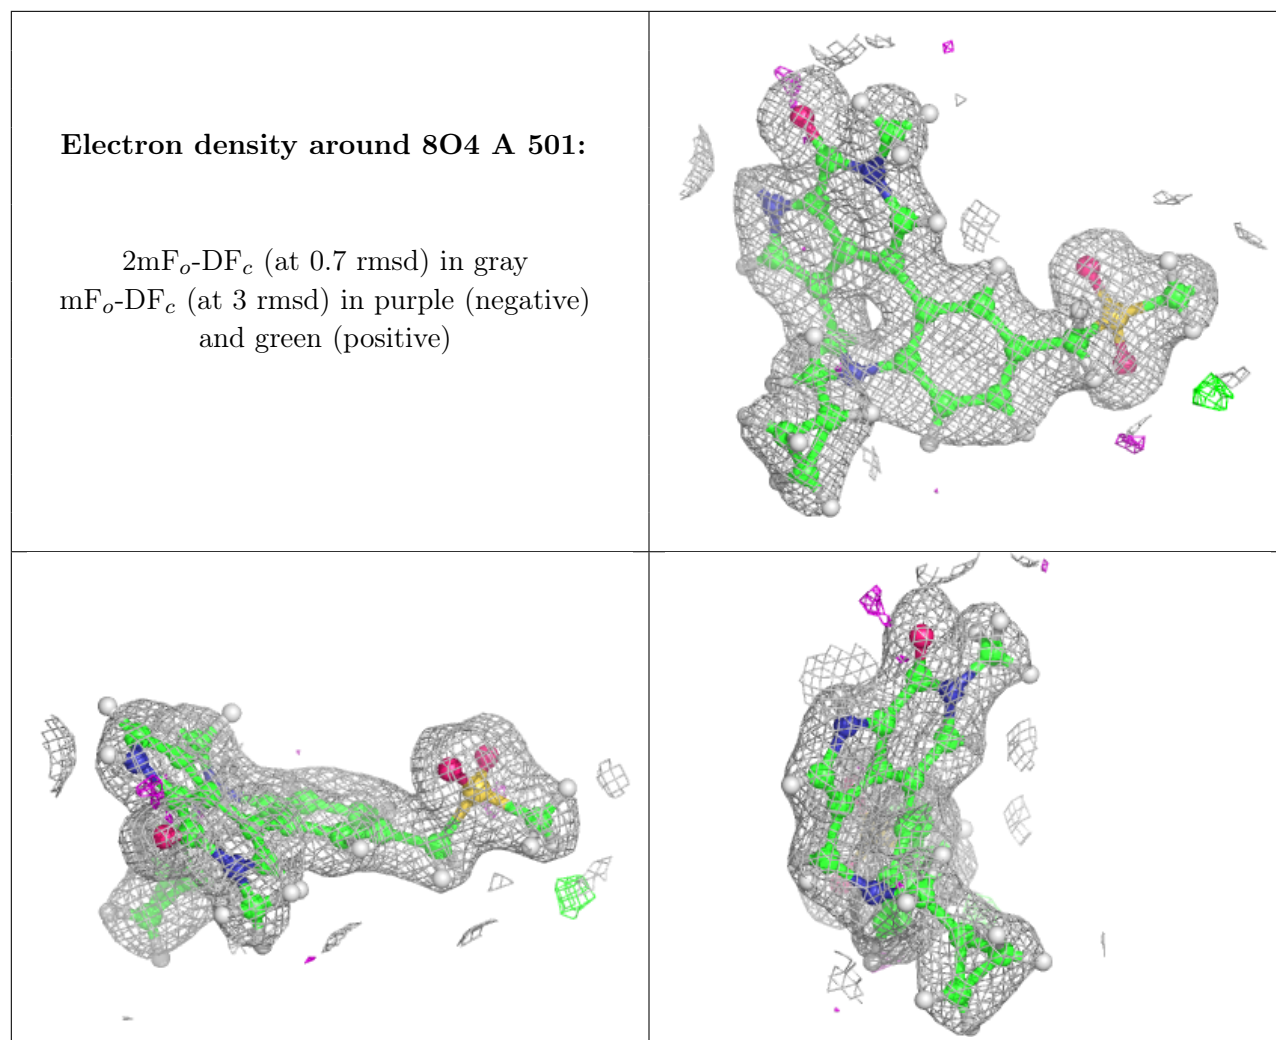 Electron density around 8O4 A 501:
2mFo-DFc (at 0.7 rmsd) in gray
mFo-DFc (at 3 rmsd) in purple (negative)
and green (positive)